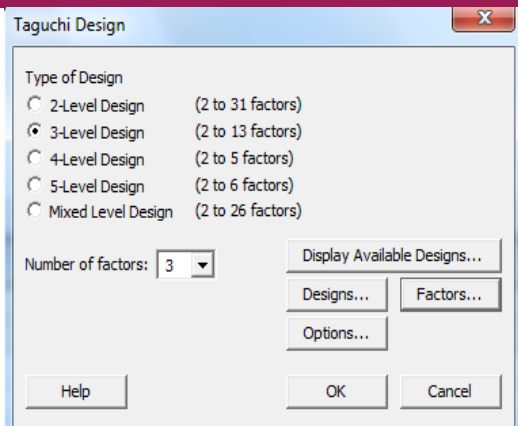 Taguchi Design
X
Type of Design
2-Level Design (2 to 31 factors)
3-Level Design (2 to 13 factors)
4-Level Design (2 to 5 factors)
5-Level Design (2 to 6 factors)
Mixed Level Design (2 to 26 factors)
Number of factors: 3
Display Available Designs...
Designs... Factors...
Options...
Help OK Cancel